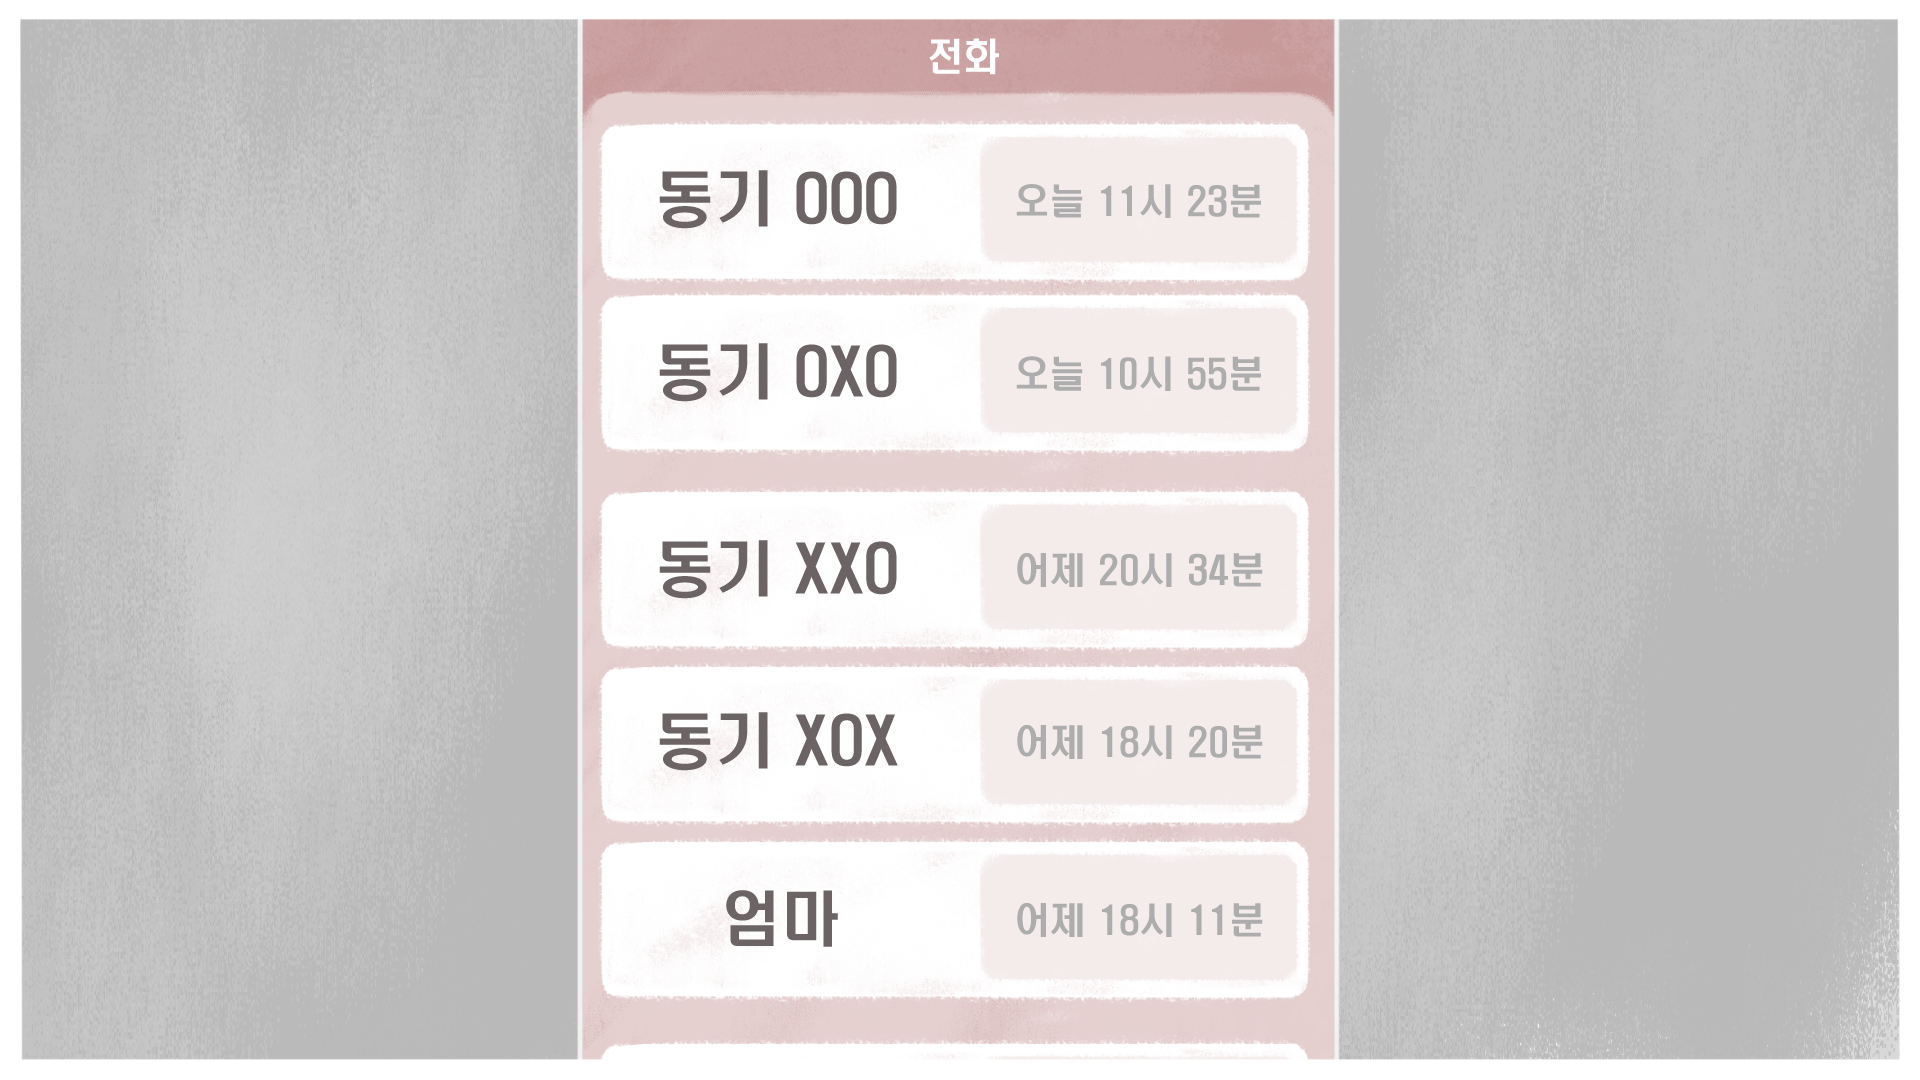 전화
동기 OOO 오늘 11시 23분
동기 OXO 오늘 10시 55분
동기 XXO 어제 20시 34분
동기 XOX 어제 18시 20분
엄마 어제 18시 11분